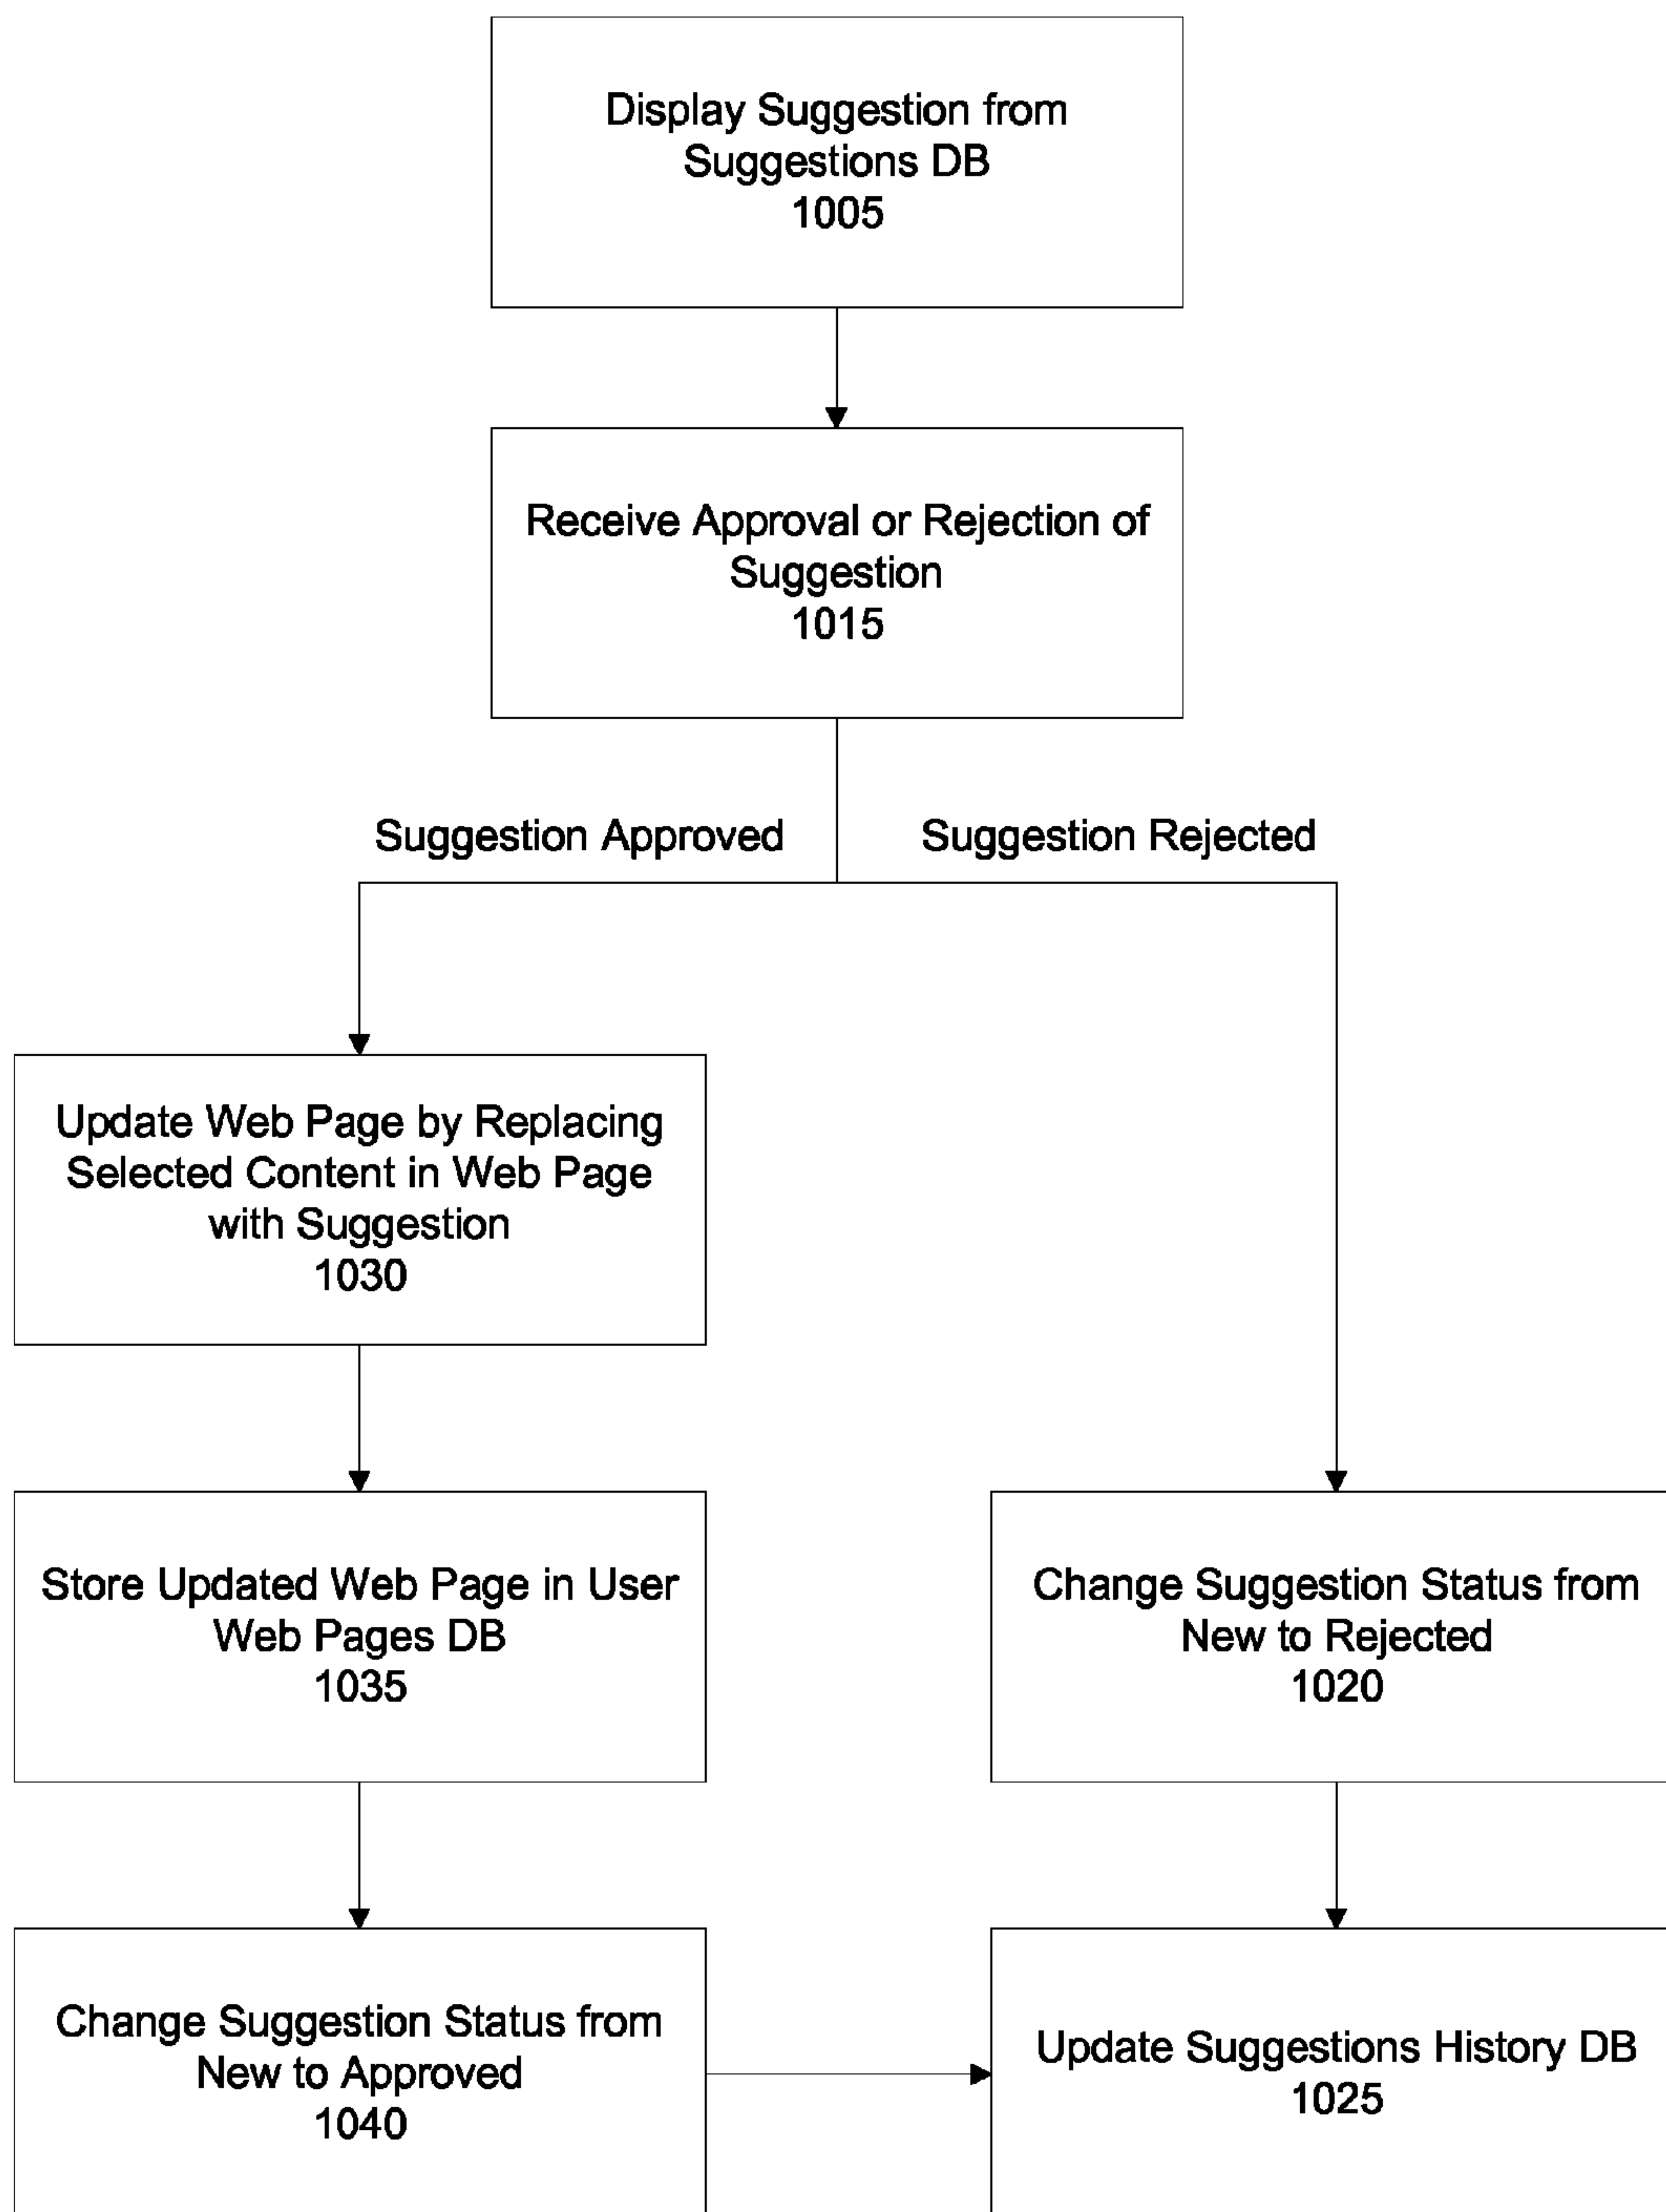 Display Suggestion from
Suggestions DB
1005
Receive Approval or Rejection of
Suggestion
1015
Suggestion Approved
Suggestion Rejected
Update Web Page by Replacing
Selected Content in Web Page
with Suggestion
1030
Store Updated Web Page in User
Web Pages DB
1035
Change Suggestion Status from
New to Rejected
1020
Change Suggestion Status from
New to Approved
1040
Update Suggestions History DB
1025